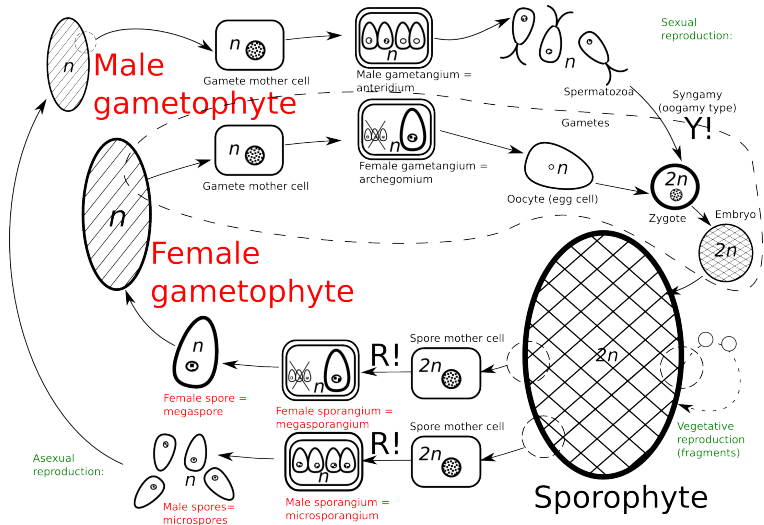 Sexual
reproduction:
n
Male
gametophyte
n
Gamete mother cell
n
Male gametangium =
anteridium
n
Spermatozoa
Syngamy
(oogamy type)
Y!
Gametes
n
Gamete mother cell
n
Female gametangium =
archegomium
n
Oocyte (egg cell)
2n
Zygote
Embryo
2n
n
Female
gametophyte
n
Female spore =
megaspore
n
Female sporangium =
megasporangium
R!
Spore mother cell
2n
2n
Vegetative
reproduction
(fragments)
Asexual
reproduction:
n
Male spores=
microspores
n
Male sporangium =
microsporangium
R!
Spore mother cell
2n
Sporophyte